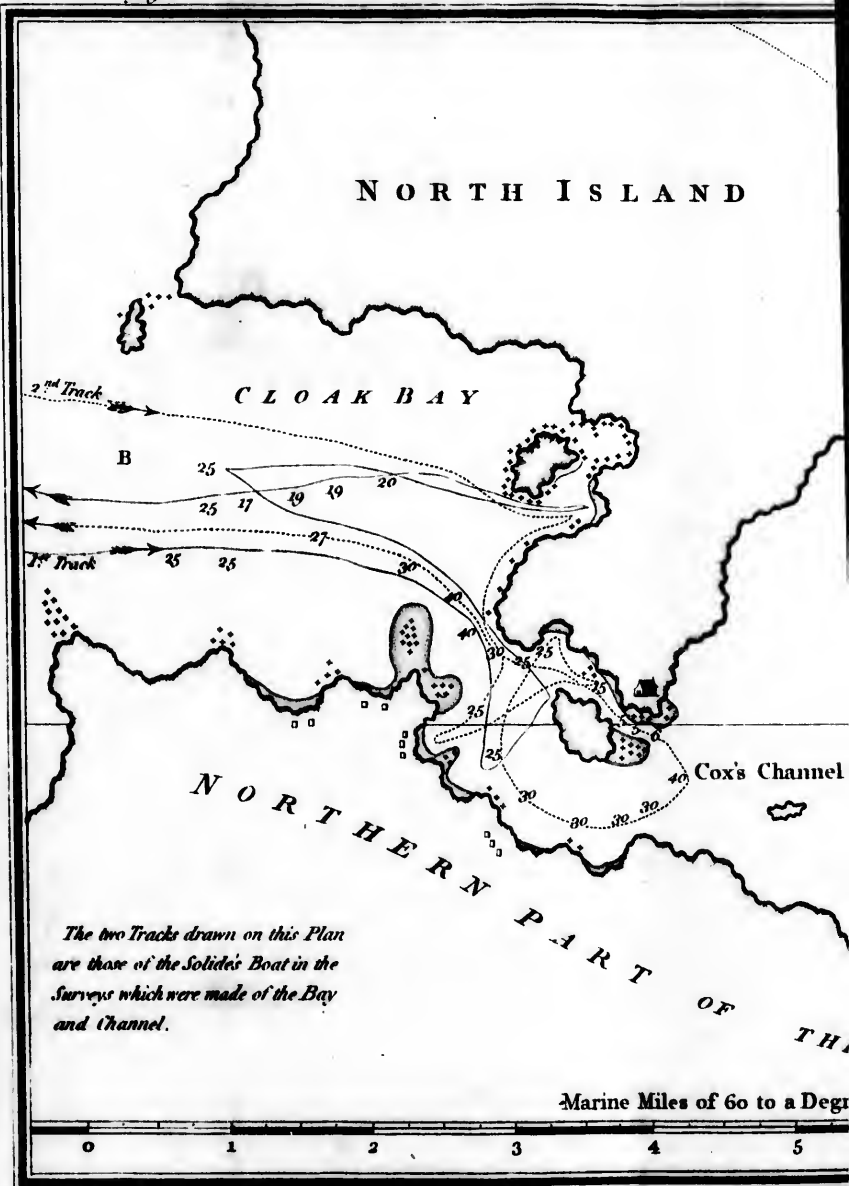 NORTH ISLAND
2nd Track
CLOAK BAY
B
25
20
19
19
17
25
27
1st Track
25
25
30
40
40
30
25
25
15
25
25
5
6
40
Cox's Channel
30
30
30
30
NORTHERN PART OF
The two Tracks drawn on this Plan
are those of the Solide's Boat in the
Surveys which were made of the Bay
and Channel.
Marine Miles of 60 to a Degr
0 1 2 3 4 5